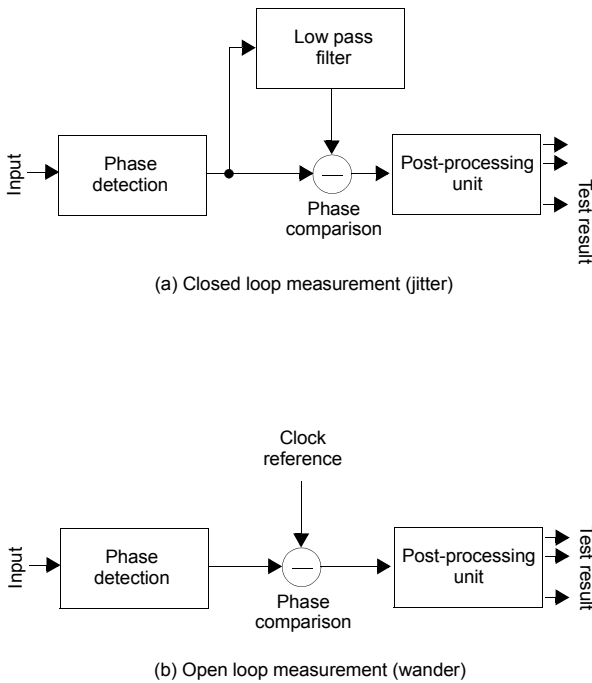 Low pass
filter
Input
Phase
detection
Phase
comparison
Post-processing
unit
Test result
(a) Closed loop measurement (jitter)
Clock
reference
Input
Phase
detection
Phase
comparison
Post-processing
unit
Test result
(b) Open loop measurement (wander)